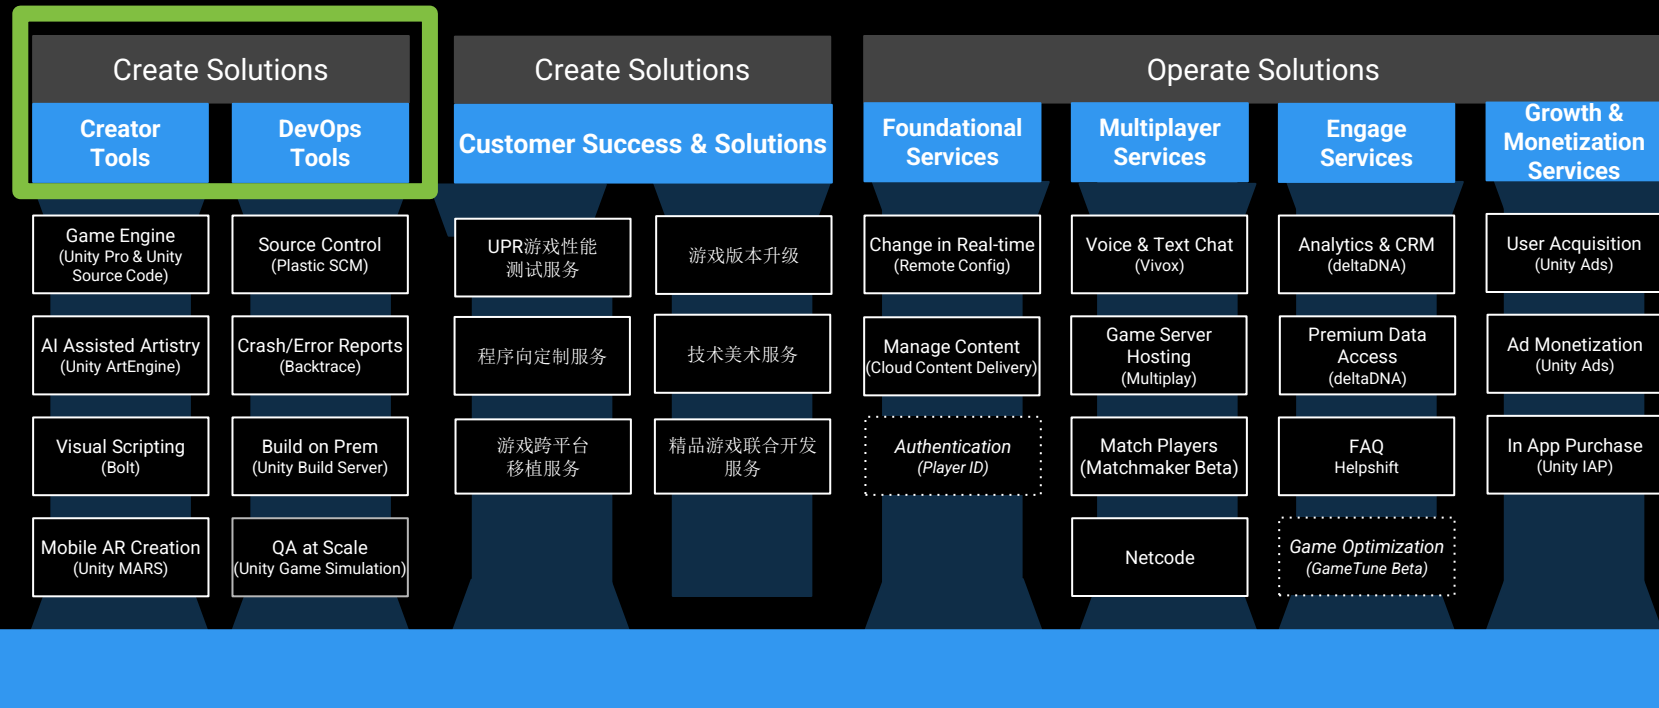 Create Solutions
Creator
Tools
DevOps
Tools
Game Engine
(Unity Pro & Unity
Source Code)
Source Control
(Plastic SCM)
AI Assisted Artistry
(Unity ArtEngine)
Crash/Error Reports
(Backtrace)
Visual Scripting
(Bolt)
Build on Prem
(Unity Build Server)
Mobile AR Creation
(Unity MARS)
QA at Scale
(Unity Game Simulation)
Create Solutions
Customer Success & Solutions
UPR游戏性能
测试服务
游戏版本升级
程序向定制服务
技术美术服务
游戏跨平台
移植服务
精品游戏联合开发
服务
Operate Solutions
Foundational
Services
Multiplayer
Services
Engage
Services
Growth &
Monetization
Services
Change in Real-time
(Remote Config)
Voice & Text Chat
(Vivox)
Analytics & CRM
(deltaDNA)
User Acquisition
(Unity Ads)
Manage Content
(Cloud Content Delivery)
Game Server
Hosting
(Multiplay)
Premium Data
Access
(deltaDNA)
Ad Monetization
(Unity Ads)
Authentication
(Player ID)
Match Players
(Matchmaker Beta)
FAQ
Helpshift
In App Purchase
(Unity IAP)
Netcode
Game Optimization
(GameTune Beta)